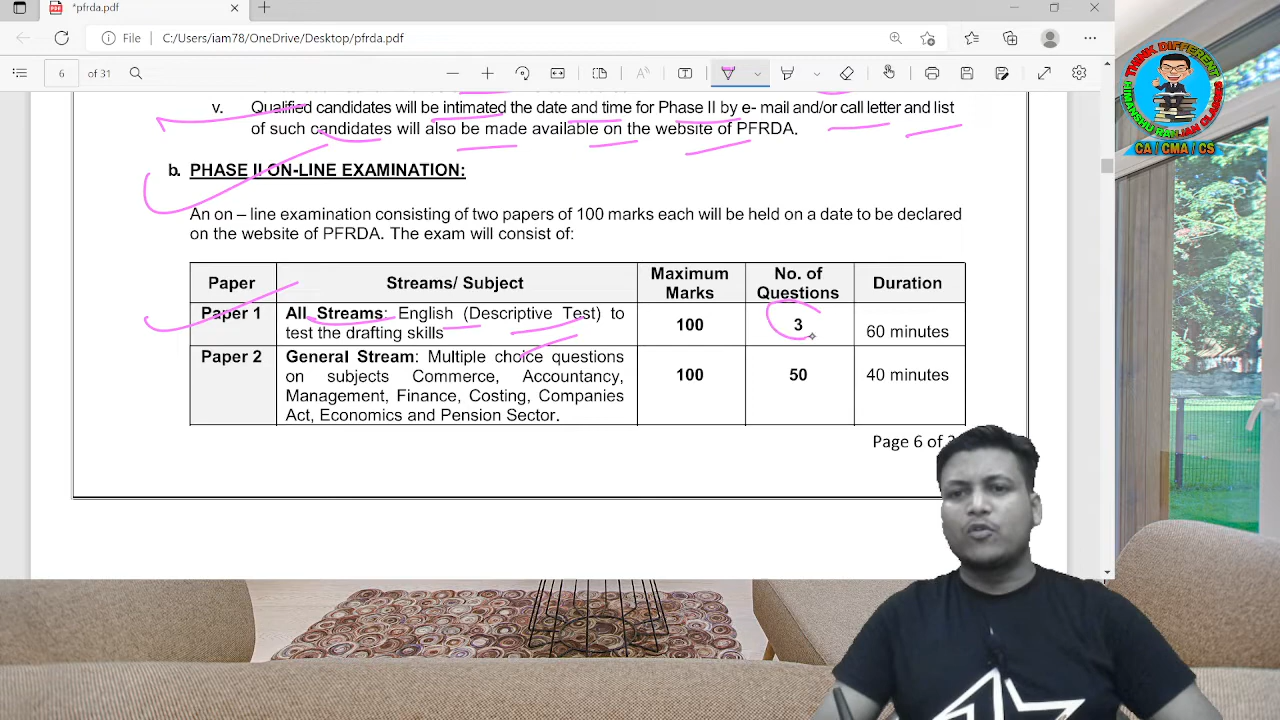 *pfrda.pdf
File C:/Users/iam78/OneDrive/Desktop/pfrda.pdf
6 of 31
v. Qualified candidates will be intimated the date and time for Phase II by e- mail and/or call letter and list
of such candidates will also be made available on the website of PFRDA.
b. PHASE II ON-LINE EXAMINATION:
An on – line examination consisting of two papers of 100 marks each will be held on a date to be declared
on the website of PFRDA. The exam will consist of:
Paper Streams/ Subject Maximum Marks No. of Questions Duration
Paper 1 All Streams: English (Descriptive Test) to
test the drafting skills 100 3 60 minutes
Paper 2 General Stream: Multiple choice questions
on subjects Commerce, Accountancy,
Management, Finance, Costing, Companies
Act, Economics and Pension Sector. 100 50 40 minutes
Page 6 of
THINK DIFFERENT
HIMANSHU RANJAN CLASSES
CA / CMA / CS